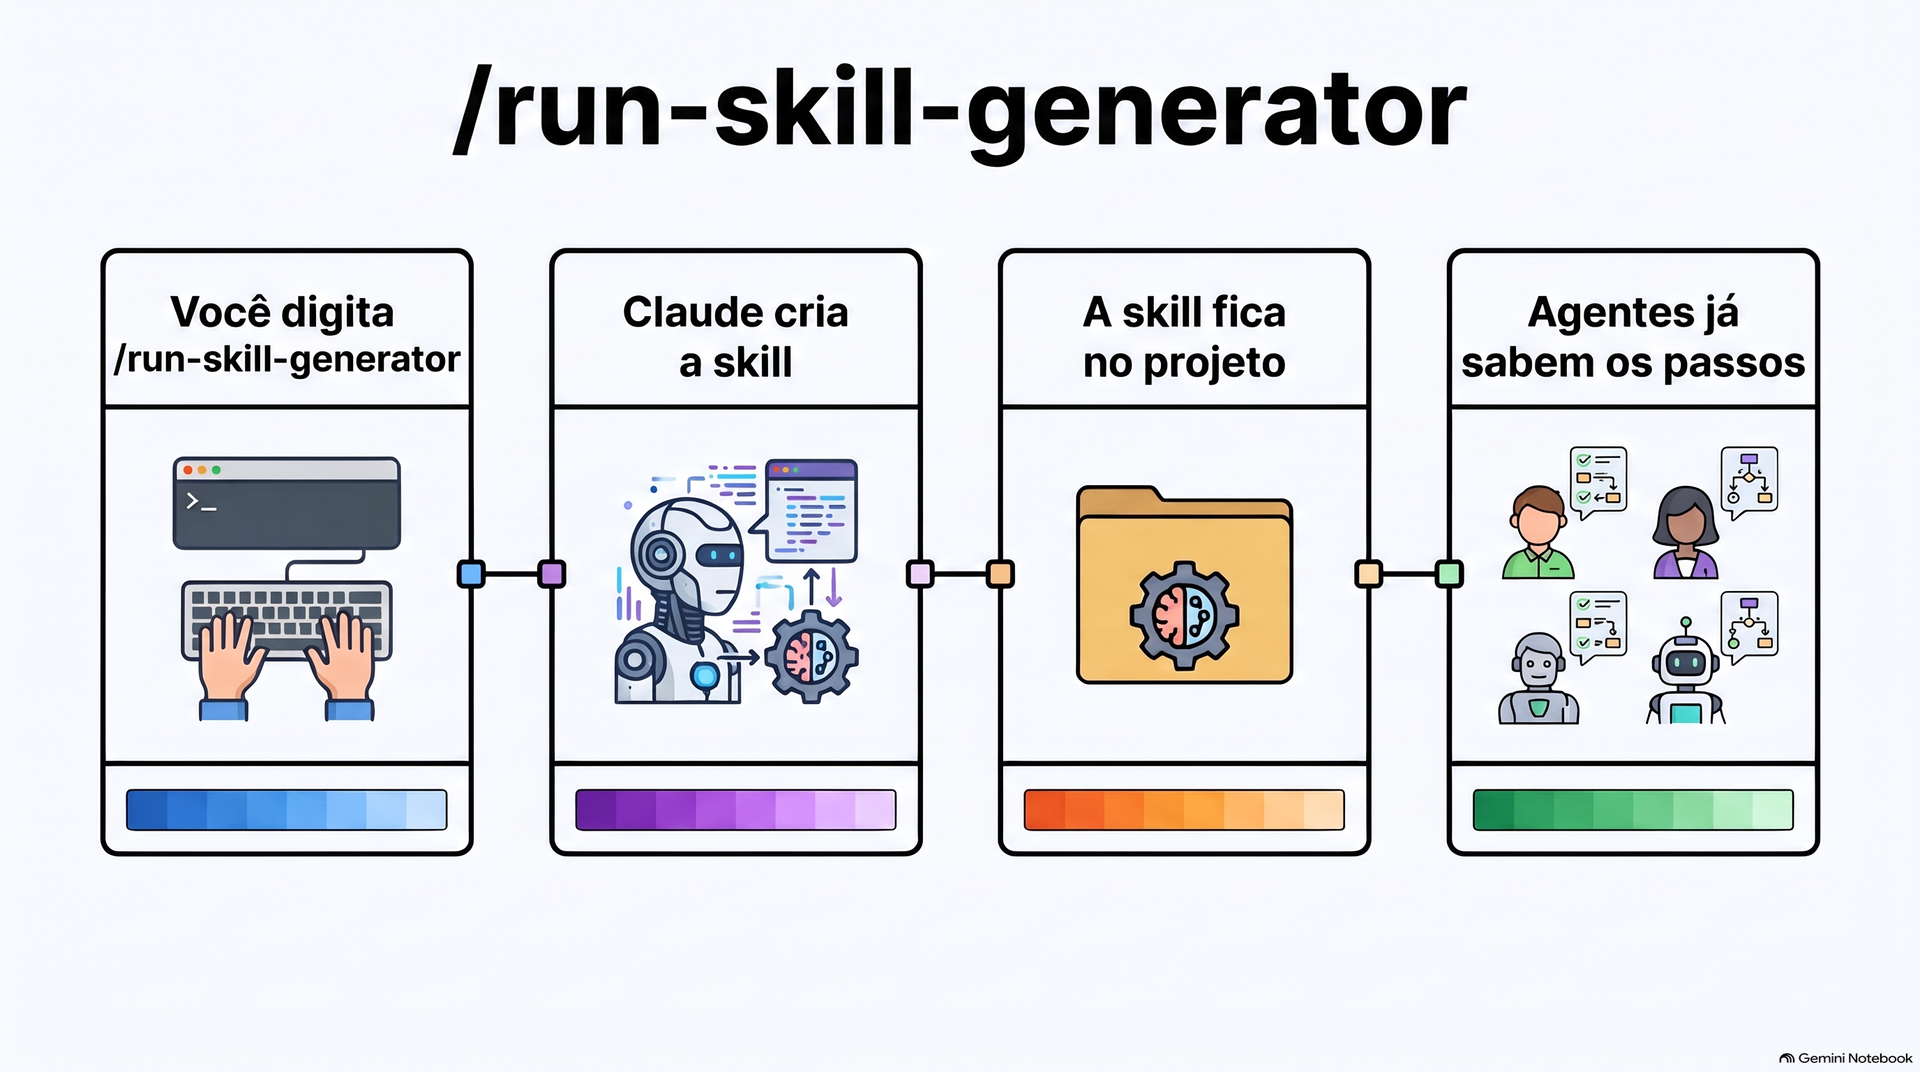 /run-skill-generator
Você digita
/run-skill-generator
Claude cria
a skill
A skill fica
no projeto
Agentes já
sabem os passos
>_
Gemini Notebook